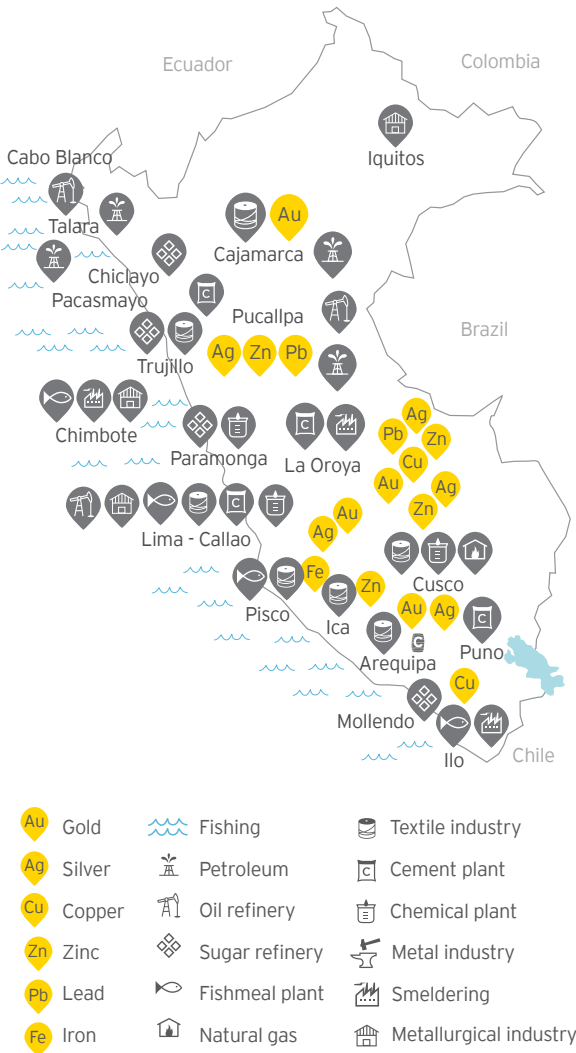 Ecuador
Colombia
Iquitos
Cabo Blanco
Talara
Au
Cajamarca
Chiclayo
Pacasmayo
C
Pucallpa
Brazil
Trujillo
Ag Zn Pb
Ag
Pb Zn
Cu
Chimbote
Paramonga
C
La Oroya
Au Ag
Zn
C
Lima - Callao
Au
Ag
Fe
Cusco
Pisco
Ica
Zn
Au Ag
C
C
Arequipa
Puno
Cu
Mollendo
Ilo
Chile
Au Gold
Fishing
Textile industry
Ag Silver
Petroleum
C Cement plant
Cu Copper
Oil refinery
Chemical plant
Zn Zinc
Sugar refinery
Metal industry
Pb Lead
Fishmeal plant
Smeldering
Fe Iron
Natural gas
Metallurgical industry